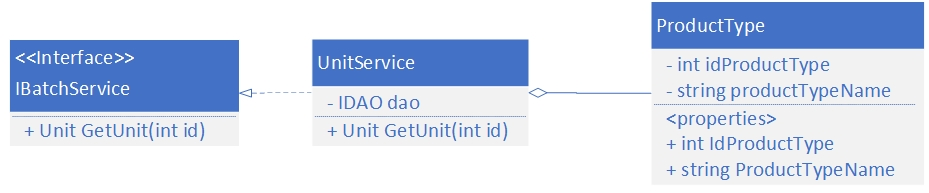 <<Interface>>
IBatchService
+ Unit GetUnit(int id)
UnitService
- IDAO dao
+ Unit GetUnit(int id)
ProductType
- int idProductType
- string productTypeName
<properties>
+ int IdProductType
+ string ProductTypeName